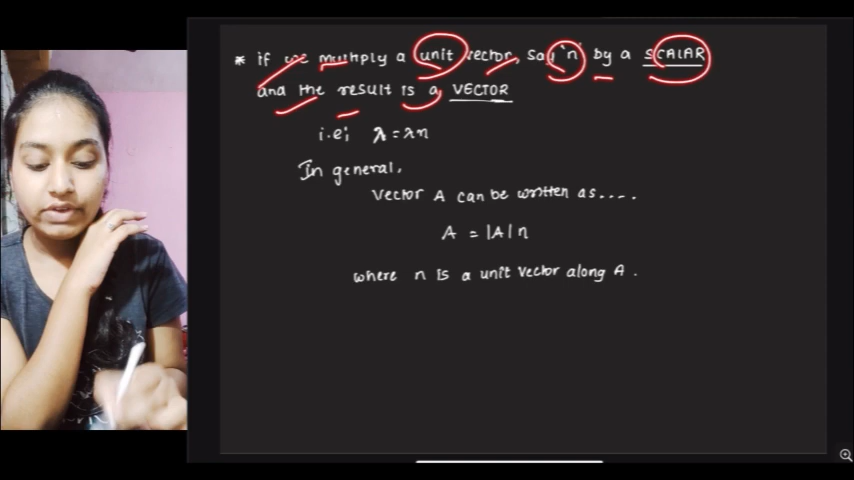 * if we multiply a unit vector, say 'n' by a SCALAR
and the result is a VECTOR
i.e; λ = λn
In general,
Vector A can be written as....
A = |A| n
where n is a unit vector along A.